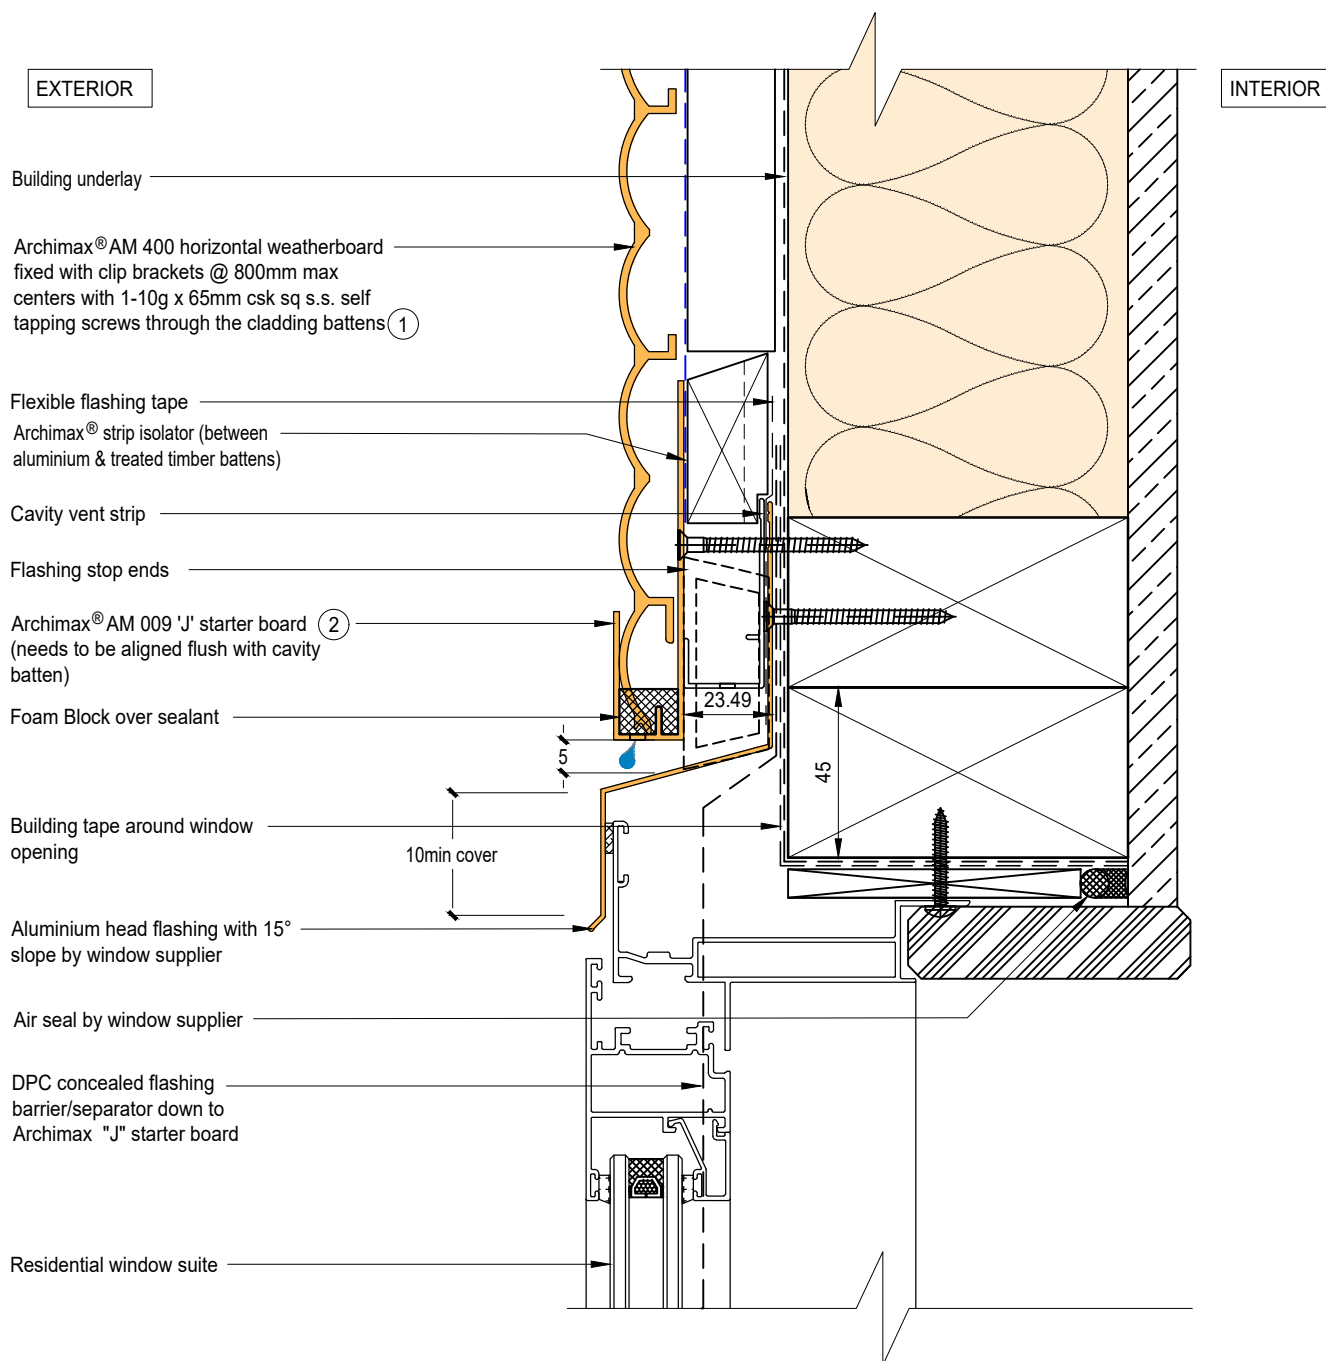 EXTERIOR
INTERIOR
Building underlay
Archimax® AM 400 horizontal weatherboard
fixed with clip brackets @ 800mm max
centers with 1-10g x 65mm csk sq s.s. self
tapping screws through the cladding battens 1
Flexible flashing tape
Archimax® strip isolator (between
aluminium & treated timber battens)
Cavity vent strip
Flashing stop ends
Archimax® AM 009 'J' starter board 2
(needs to be aligned flush with cavity
batten)
Foam Block over sealant
23.49
5
45
Building tape around window
opening
10min cover
Aluminium head flashing with 15°
slope by window supplier
Air seal by window supplier
DPC concealed flashing
barrier/separator down to
Archimax "J" starter board
Residential window suite